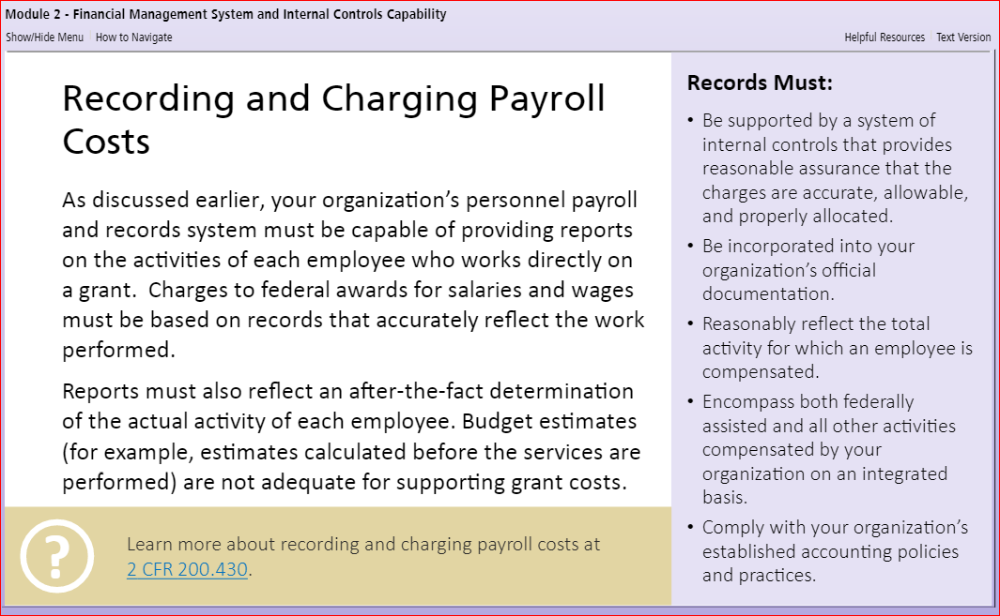 Module 2 - Financial Management System and Internal Controls Capability
Show/Hide Menu How to Navigate
Helpful Resources Text Version
Recording and Charging Payroll
Costs
As discussed earlier, your organization's personnel payroll
and records system must be capable of providing reports
on the activities of each employee who works directly on
a grant.  Charges to federal awards for salaries and wages
must be based on records that accurately reflect the work
performed.
Reports must also reflect an after-the-fact determination
of the actual activity of each employee. Budget estimates
(for example, estimates calculated before the services are
performed) are not adequate for supporting grant costs.
?
Learn more about recording and charging payroll costs at
2 CFR 200.430.
Records Must:
• Be supported by a system of
internal controls that provides
reasonable assurance that the
charges are accurate, allowable,
and properly allocated.
• Be incorporated into your
organization's official
documentation.
• Reasonably reflect the total
activity for which an employee is
compensated.
• Encompass both federally
assisted and all other activities
compensated by your
organization on an integrated
basis.
• Comply with your organization's
established accounting policies
and practices.